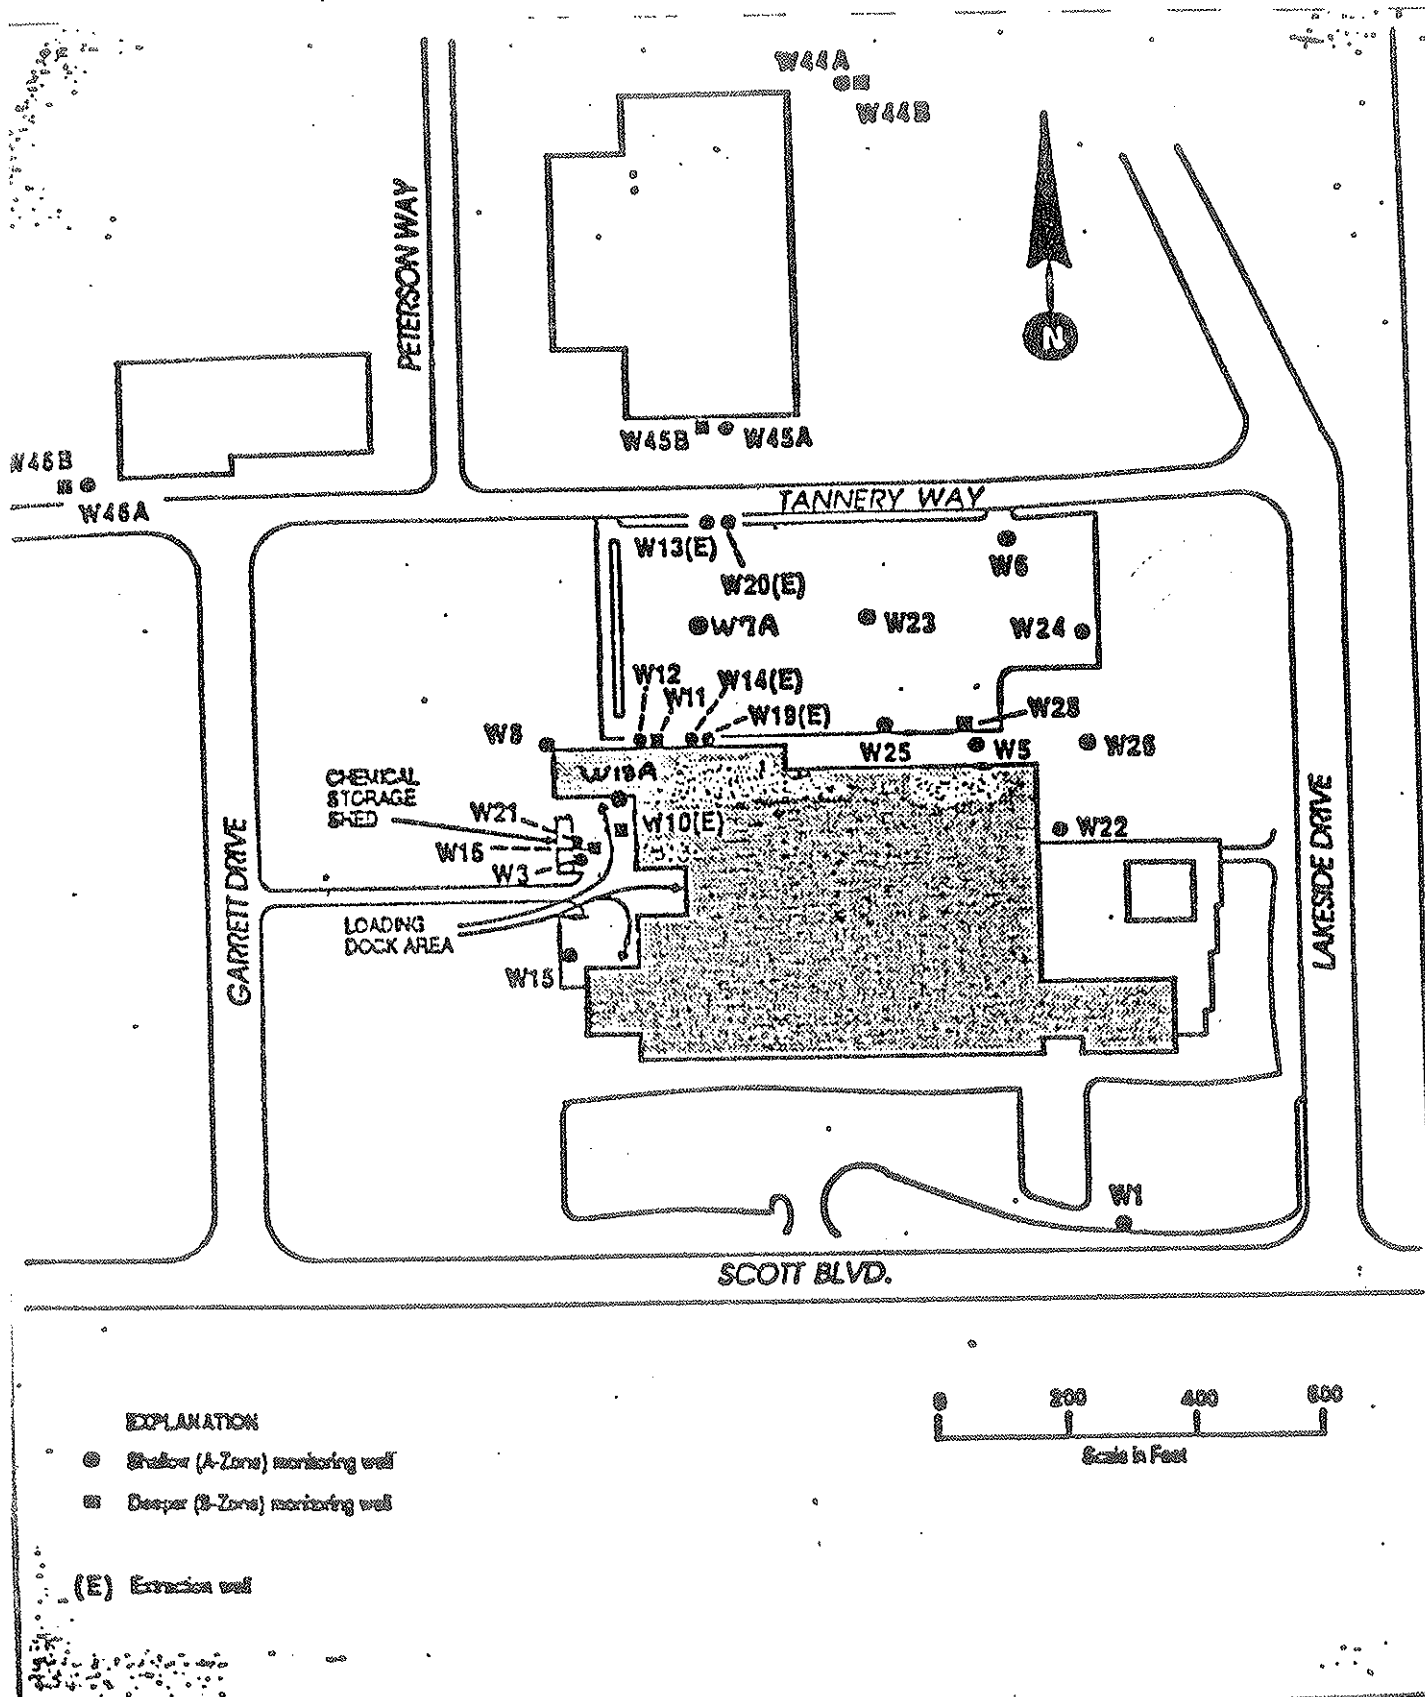 W44A
W44B
PETERSON WAY
N
W45B
W45A
W46B
W46A
TANNERY WAY
W13(E)
W20(E)
W6
W7A
W23
W24
W12
W11
W14(E)
W19(E)
W28
W8
W25
W5
W26
W18A
CHEMICAL
STORAGE
SHED
W21
W10(E)
W16
W22
W3
LOADING
DOCK AREA
W15
GARRETT DRIVE
LAKESIDE DRIVE
W1
SCOTT BLVD.
0 200 400 600
Scale in Feet
EXPLANATION
Shallow (A-Zone) monitoring well
Deeper (B-Zone) monitoring well
(E) Extraction well